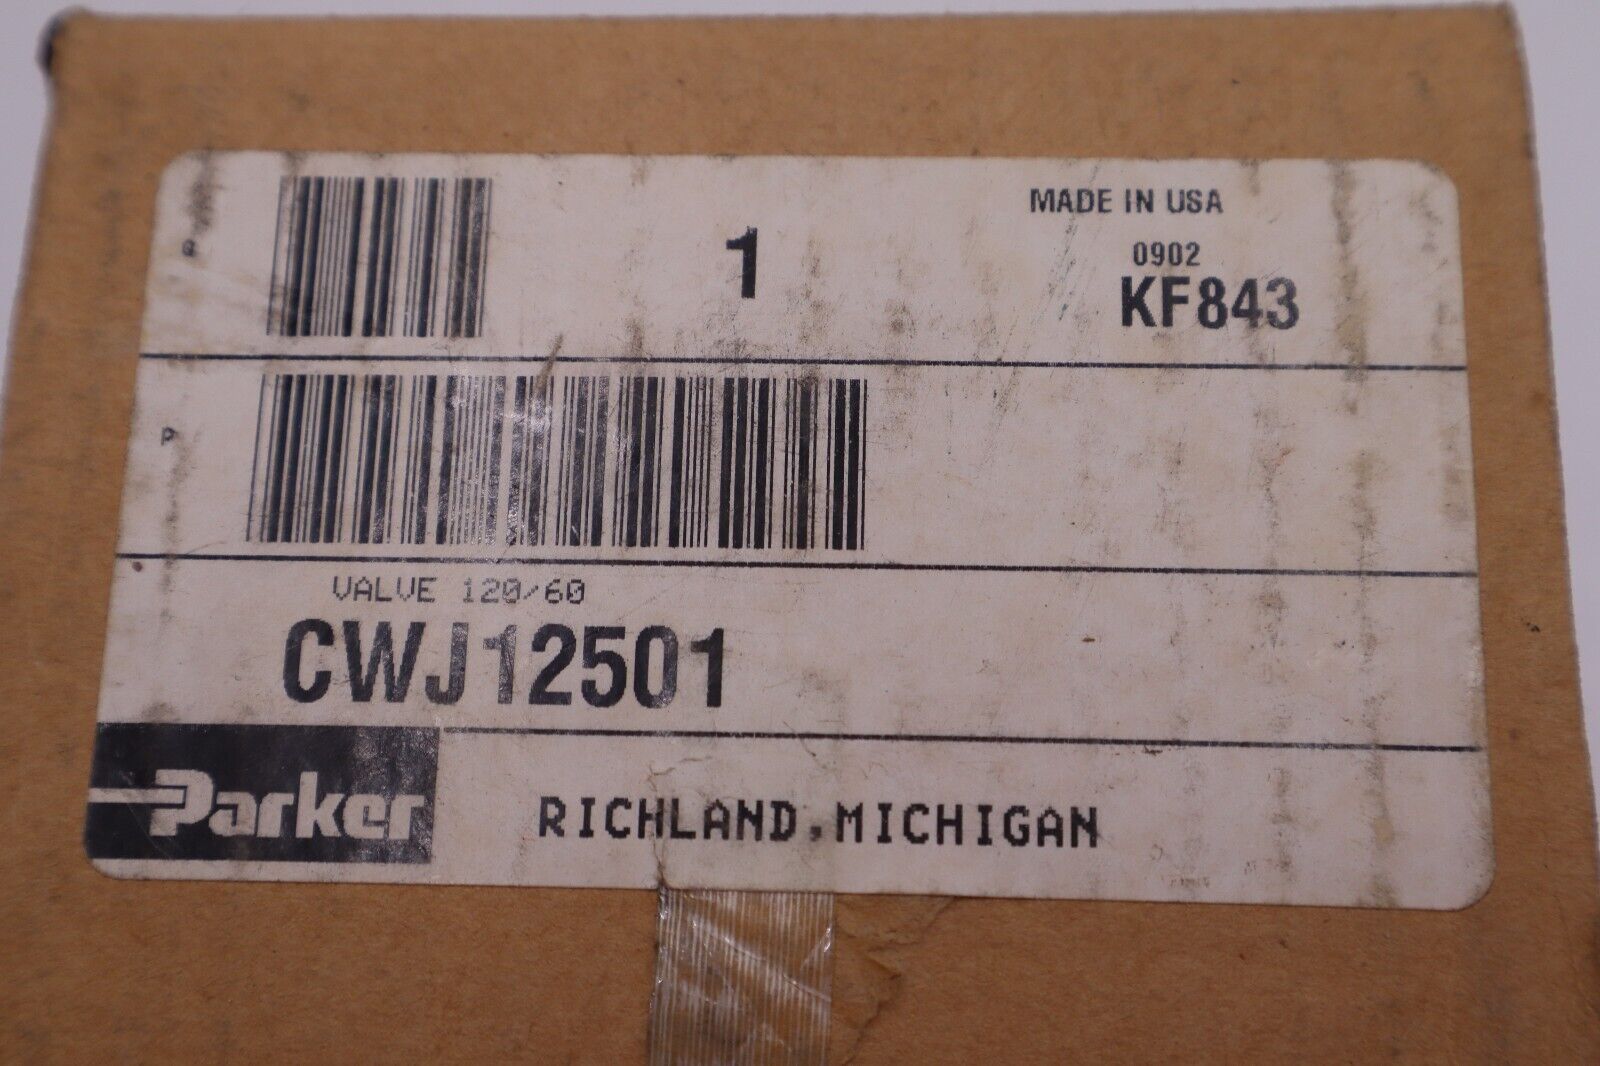 P
1
MADE IN USA
0902
KF843
P
VALVE 120/60
CWJ12501
Parker
RICHLAND,MICHIGAN